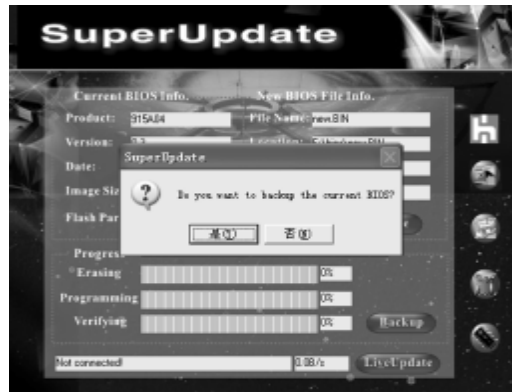 SuperUpdate
Current BIOS Info. New BIOS File Info.
Product: 915A04 File Name: new.BIN
Version:
SuperUpdate
Date:
Do you want to backup the current BIOS?
Image Siz
是(Y) 否(N)
Flash Par
Progress
Erasing 0%
Programming 0%
Verifying 0%
Backup
Not connected! 0.0B/s LiveUpdate